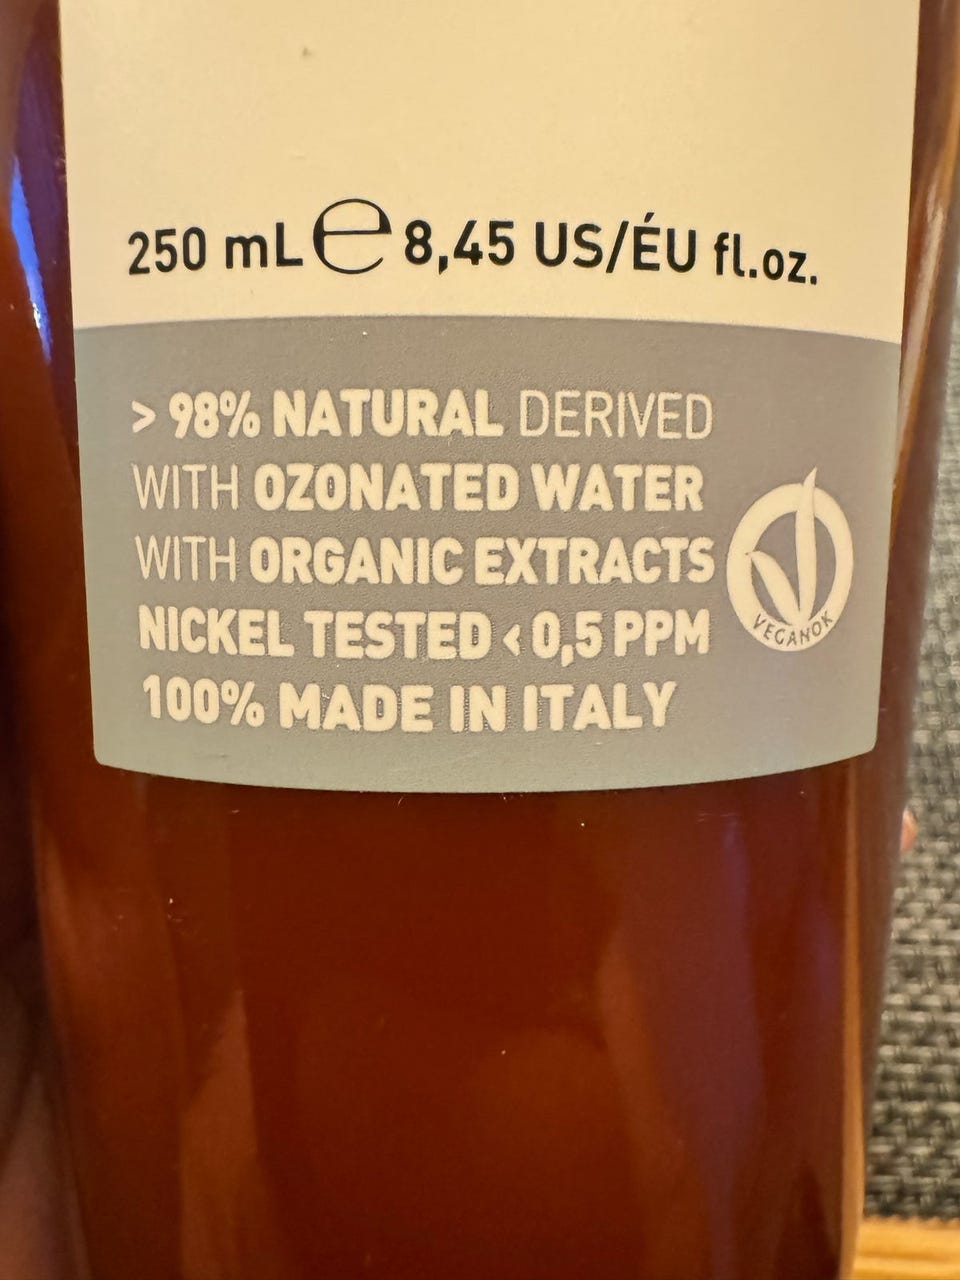 250 mL ℮ 8,45 US/ÉU fl.oz.
> 98% NATURAL DERIVED
WITH OZONATED WATER
WITH ORGANIC EXTRACTS
NICKEL TESTED < 0,5 PPM
100% MADE IN ITALY
VEGANOK